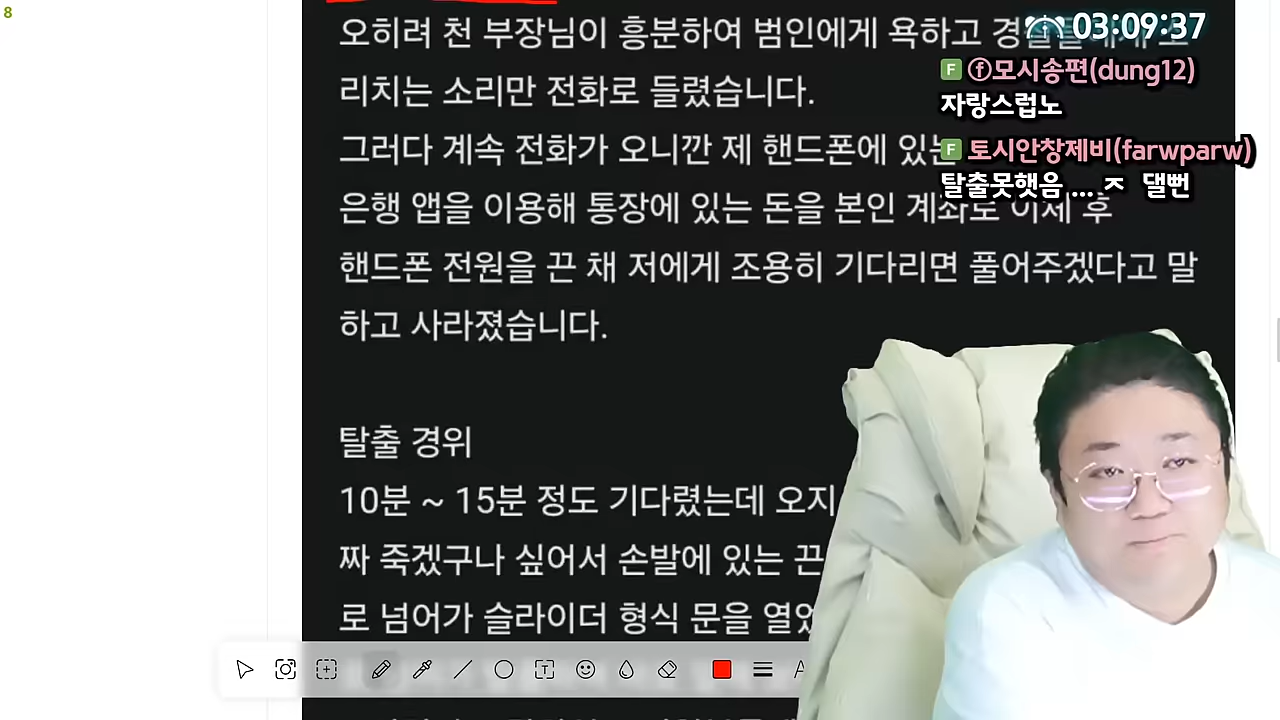 8
오히려 천 부장님이 흥분하여 범인에게 욕하고
리치는 소리만 전화로 들렸습니다.
그러다 계속 전화가 오니깐 제 핸드폰에 있는
은행 앱을 이용해 통장에 있는 돈을 본인 계좌로 이체 후
핸드폰 전원을 끈 채 저에게 조용히 기다리면 풀어주겠다고 말
하고 사라졌습니다.
탈출 경위
10분 ~ 15분 정도 기다렸는데 오지
짜 죽겠구나 싶어서 손발에 있는 끈
로 넘어가 슬라이더 형식 문을 열었
03:09:37
F ⓕ모시송편(dung12)
자랑스럽노
F 토시안창제비(farwparw)
탈출못햇음 ... ㅈ 댈뻔
T
A